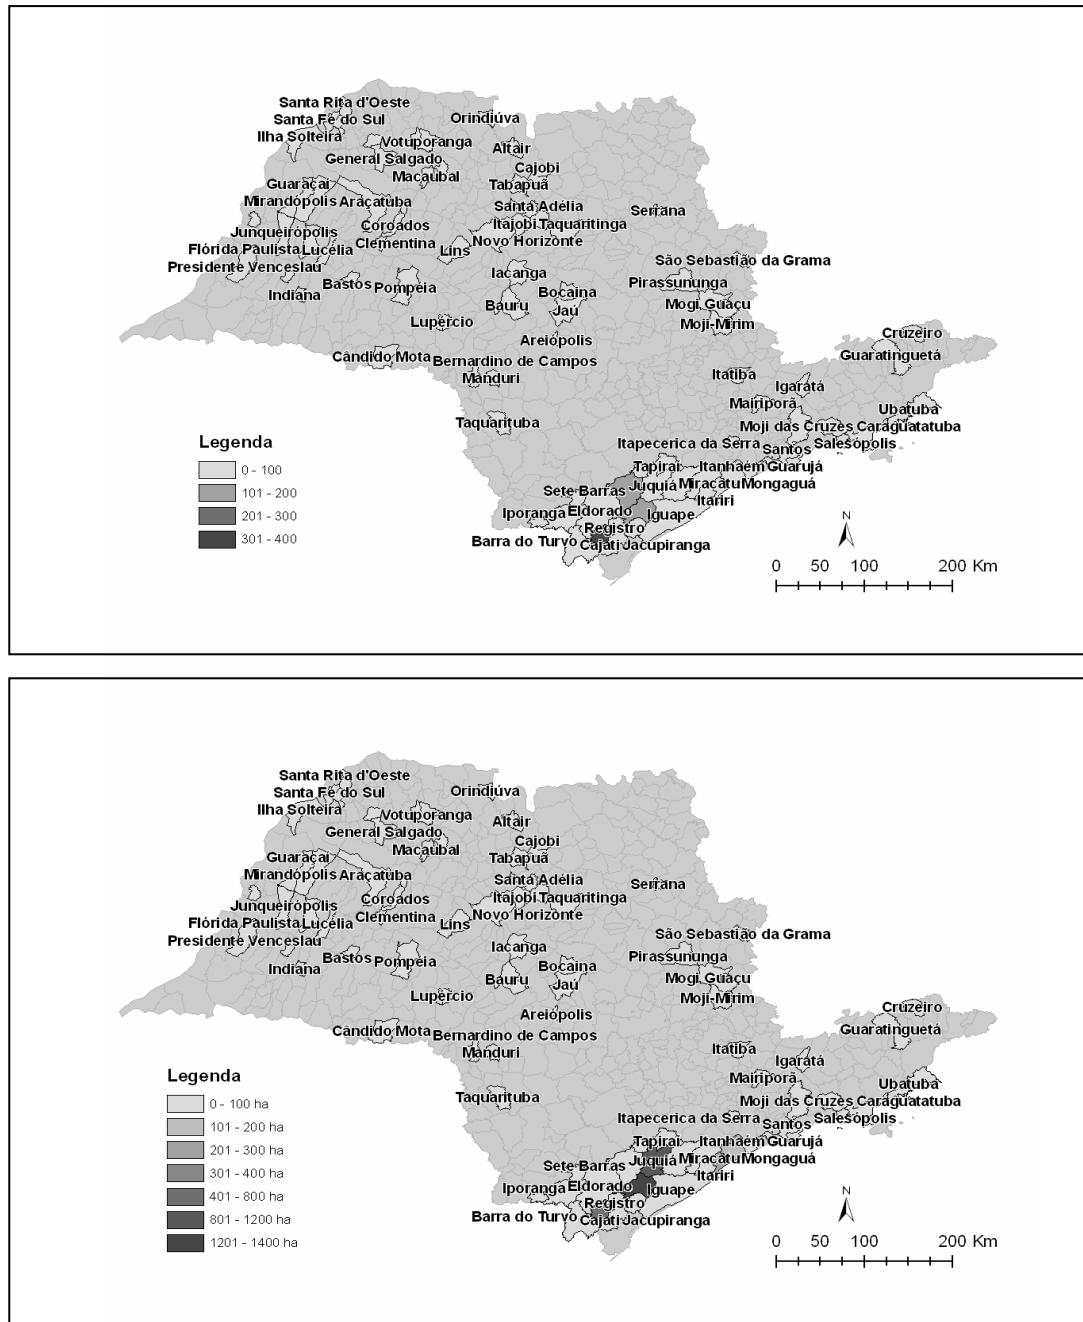 Santa Rita d'Oeste
Santa Fé do Sul
Orindiúva
Ilha Solteira
Votuporanga
Altair
General Salgado
Cajobi
Macaubal
Tabapuã
Guaraçaí
Mirandópolis Araçatuba
Santa Adélia
Serrana
Itajobi Taquaritinga
Coroados
Junqueirópolis
Novo Horizonte
Clementina
Flórida Paulista Lucélia
Lins
São Sebastião da Grama
Presidente Venceslau
Iacanga
Pirassununga
Bastos
Pompeia
Bocaina
Indiana
Bauru
Jaú
Mogi Guaçu
Lupércio
Moji-Mirim
Cruzeiro
Areiópolis
Guaratinguetá
Cândido Mota
Bernardino de Campos
Manduri
Itatiba
Igaratá
Mairiporã
Ubatuba
Taquarituba
Moji das Cruzes Caraguatatuba
Itapecerica da Serra
Salesópolis
Santos
Tapiraí
Itanhaém Guarujá
Juquiá
Miracatu Mongaguá
Sete Barras
Itariri
Iporanga
Eldorado
Iguape
Registro
Barra do Turvo
Cajati Jacupiranga
Legenda
0 - 100
101 - 200
201 - 300
301 - 400
N
0 50 100 200 Km
Santa Rita d'Oeste
Santa Fé do Sul
Orindiúva
Ilha Solteira
Votuporanga
Altair
General Salgado
Cajobi
Macaubal
Tabapuã
Guaraçaí
Mirandópolis Araçatuba
Santa Adélia
Serrana
Itajobi Taquaritinga
Coroados
Junqueirópolis
Novo Horizonte
Clementina
Flórida Paulista Lucélia
Lins
São Sebastião da Grama
Presidente Venceslau
Iacanga
Pirassununga
Bastos
Pompeia
Bocaina
Indiana
Bauru
Jaú
Mogi Guaçu
Lupércio
Moji-Mirim
Cruzeiro
Areiópolis
Guaratinguetá
Cândido Mota
Bernardino de Campos
Manduri
Itatiba
Igaratá
Mairiporã
Ubatuba
Taquarituba
Moji das Cruzes Caraguatatuba
Itapecerica da Serra
Salesópolis
Santos
Tapiraí
Itanhaém Guarujá
Juquiá
Miracatu Mongaguá
Sete Barras
Itariri
Iporanga
Eldorado
Iguape
Registro
Barra do Turvo
Cajati Jacupiranga
Legenda
0 - 100 ha
101 - 200 ha
201 - 300 ha
301 - 400 ha
401 - 800 ha
801 - 1200 ha
1201 - 1400 ha
N
0 50 100 200 Km